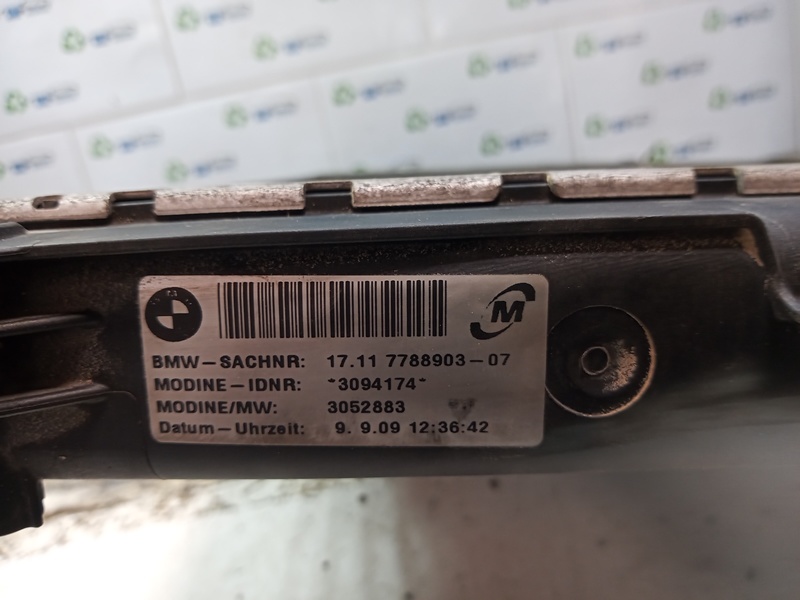 M
BMW-SACHNR: 17.11 7788903-07
MODINE-IDNR: *3094174*
MODINE/MW: 3052883
Datum-Uhrzeit: 9. 9.09 12:36:42